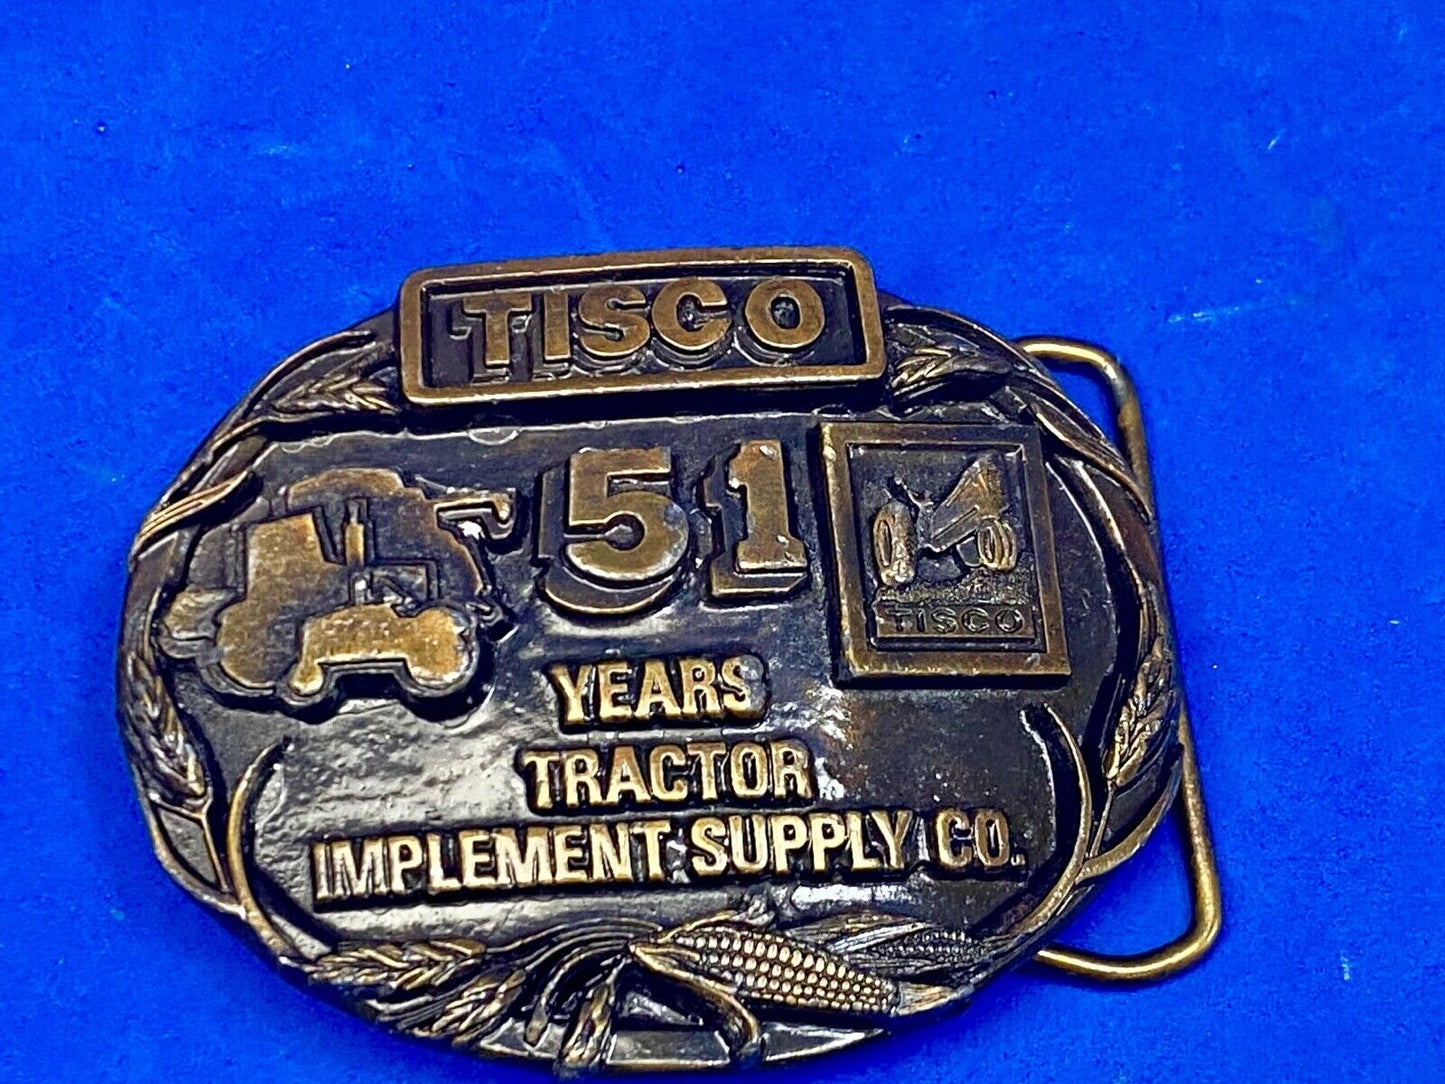 TISCO
51
TISCO
YEARS
TRACTOR
IMPLEMENT SUPPLY CO.